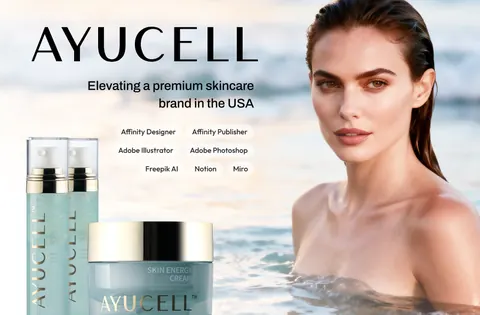 AYUCELL
Elevating a premium skincare
brand in the USA
Affinity Designer Affinity Publisher
Adobe Illustrator Adobe Photoshop
Freepik AI Notion Miro
AYUCELL
AYUCELL
SKIN ENERGY
CREAM
AYUCELL™